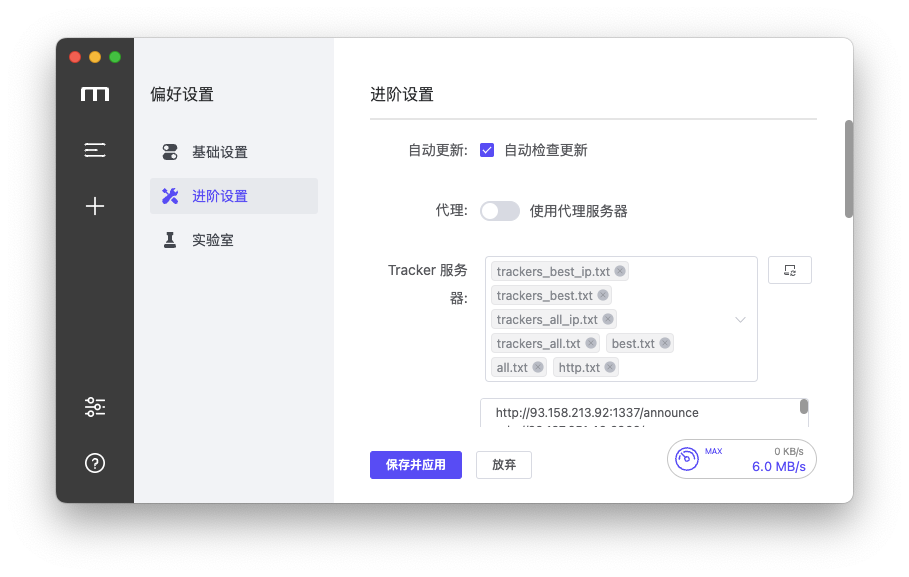 偏好设置
基础设置
进阶设置
实验室
进阶设置
自动更新: 自动检查更新
代理: 使用代理服务器
Tracker 服务
器:
trackers_best_ip.txt
trackers_best.txt
trackers_all_ip.txt
trackers_all.txt best.txt
all.txt http.txt
http://93.158.213.92:1337/announce
保存并应用 放弃
MAX 0 KB/s
6.0 MB/s